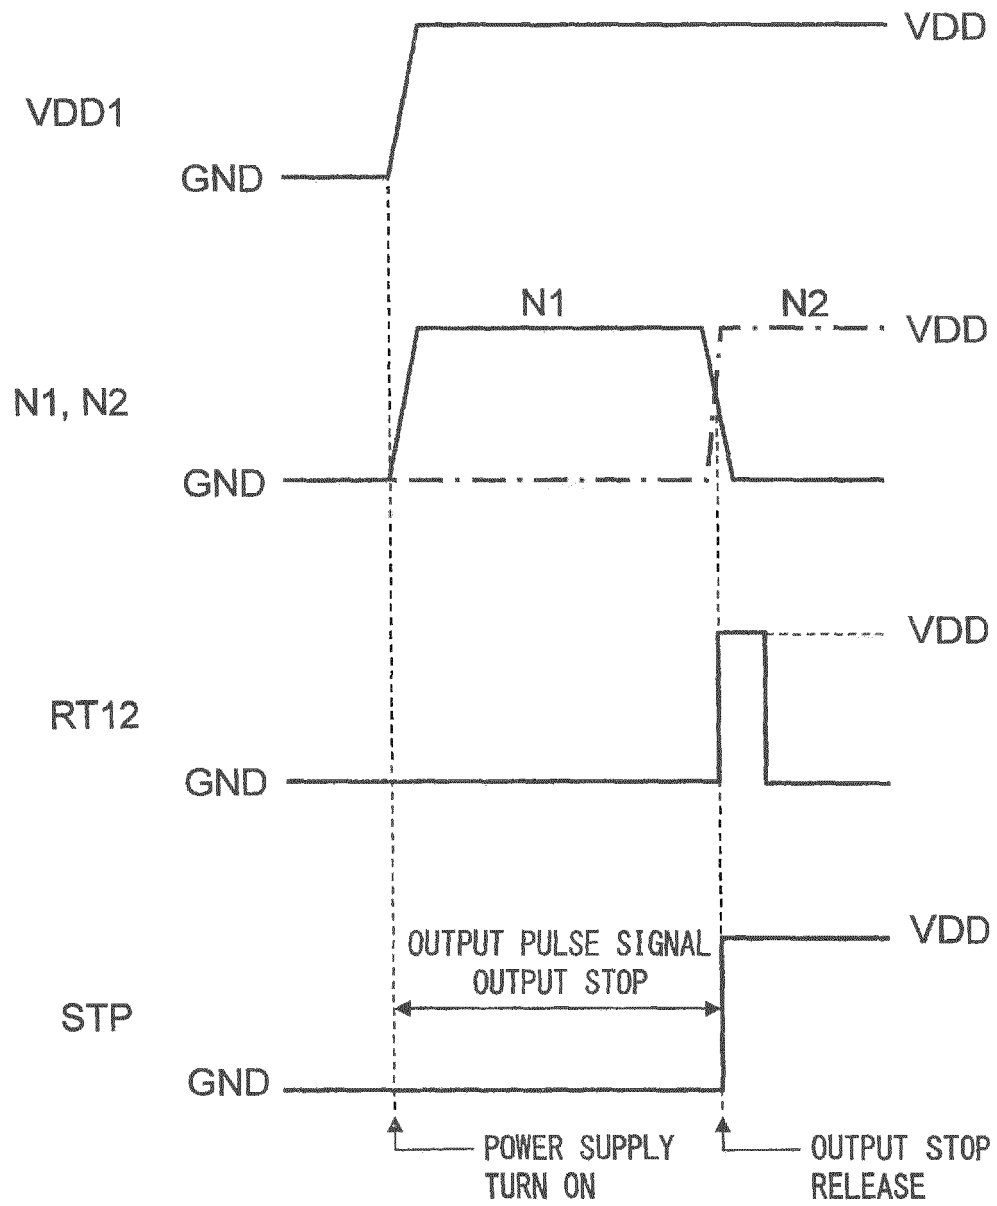 VDD
VDD1
GND
N1
N2
VDD
N1, N2
GND
VDD
RT12
GND
VDD
OUTPUT PULSE SIGNAL
OUTPUT STOP
STP
GND
POWER SUPPLY
TURN ON
OUTPUT STOP
RELEASE